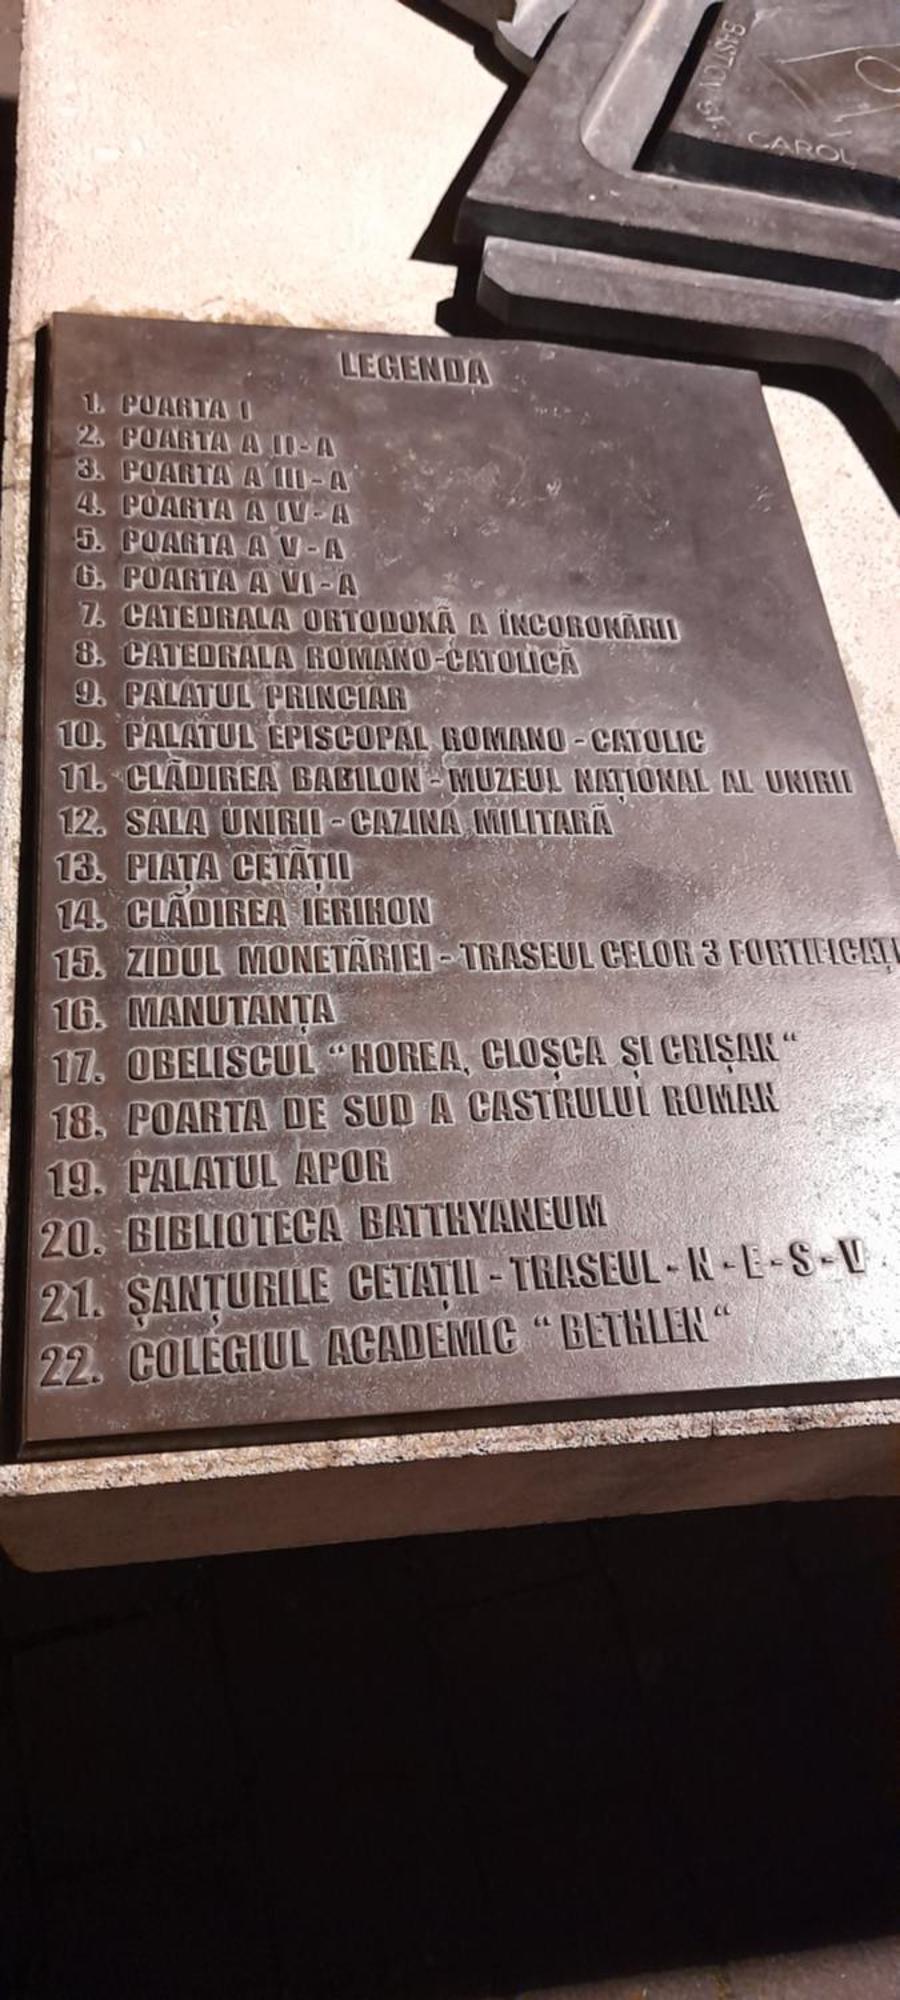 BASTION SF.
CAROL
LEGENDA
1. POARTA I
2. POARTA A II-A
3. POARTA A III-A
4. POARTA A IV-A
5. POARTA A V-A
6. POARTA A VI-A
7. CATEDRALA ORTODOXĂ A ÎNCORONĂRII
8. CATEDRALA ROMANO-CATOLICĂ
9. PALATUL PRINCIAR
10. PALATUL EPISCOPAL ROMANO-CATOLIC
11. CLĂDIREA BABILON-MUZEUL NAȚIONAL AL UNIRII
12. SALA UNIRII-CAZINA MILITARĂ
13. PIAȚA CETĂȚII
14. CLĂDIREA IERIHON
15. ZIDUL MONETĂRIEI-TRASEUL CELOR 3 FORTIFICAȚI
16. MANUTANȚA
17. OBELISCUL "HOREA, CLOȘCA ȘI CRIȘAN"
18. POARTA DE SUD A CASTRULUI ROMAN
19. PALATUL APOR
20. BIBLIOTECA BATTHYANEUM
21. ȘANȚURILE CETAȚII-TRASEUL-N-E-S-V
22. COLEGIUL ACADEMIC "BETHLEN"